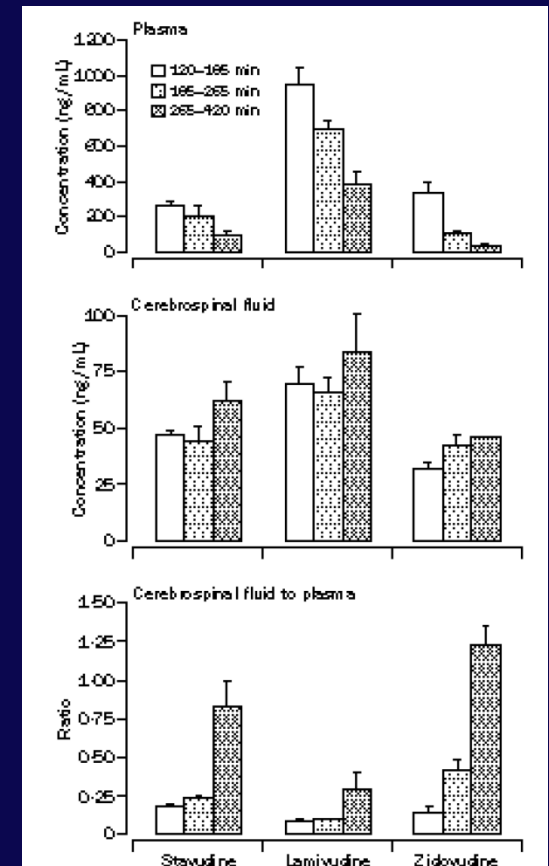 Plasma
1200
1000
800
600
400
200
0
Concentration (ng/mL)
120–185 min
185–265 min
265–420 min
Cerebrospinal fluid
100
75
50
25
0
Concentration (ng/mL)
Cerebrospinal fluid to plasma
1·50
1·25
1·00
0·75
0·50
0·25
0
Ratio
Stavudine Lamivudine Zidovudine